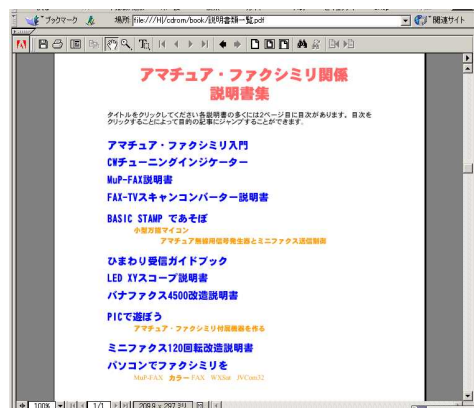 ブックマーク 場所 file:///H|/cdrom/book/説明書類一覧.pdf 関連サイト
アマチュア・ファクシミリ関係
説明書集
タイトルをクリックしてください各説明書の多くには2ページ目に目次があります。目次を
クリックすることによって目的の記事にジャンプすることができます.
アマチュア・ファクシミリ入門
CWチューニングインジケーター
MuP-FAX説明書
FAX-TVスキャンコンバーター説明書
BASIC STAMP であそぼ
小型万能マイコン
アマチュア無線用信号発生器とミニファクス送信制御
ひまわり受信ガイドブック
LED XYスコープ説明書
パナファクス4500改造説明書
PICで遊ぼう
アマチュア・ファクシミリ付属機器を作る
ミニファクス120回転改造説明書
パソコンでファクシミリを
MuP-FAX カラーFAX WXSat JVCom32
100% 1/1 209.9 x 297 ミリ